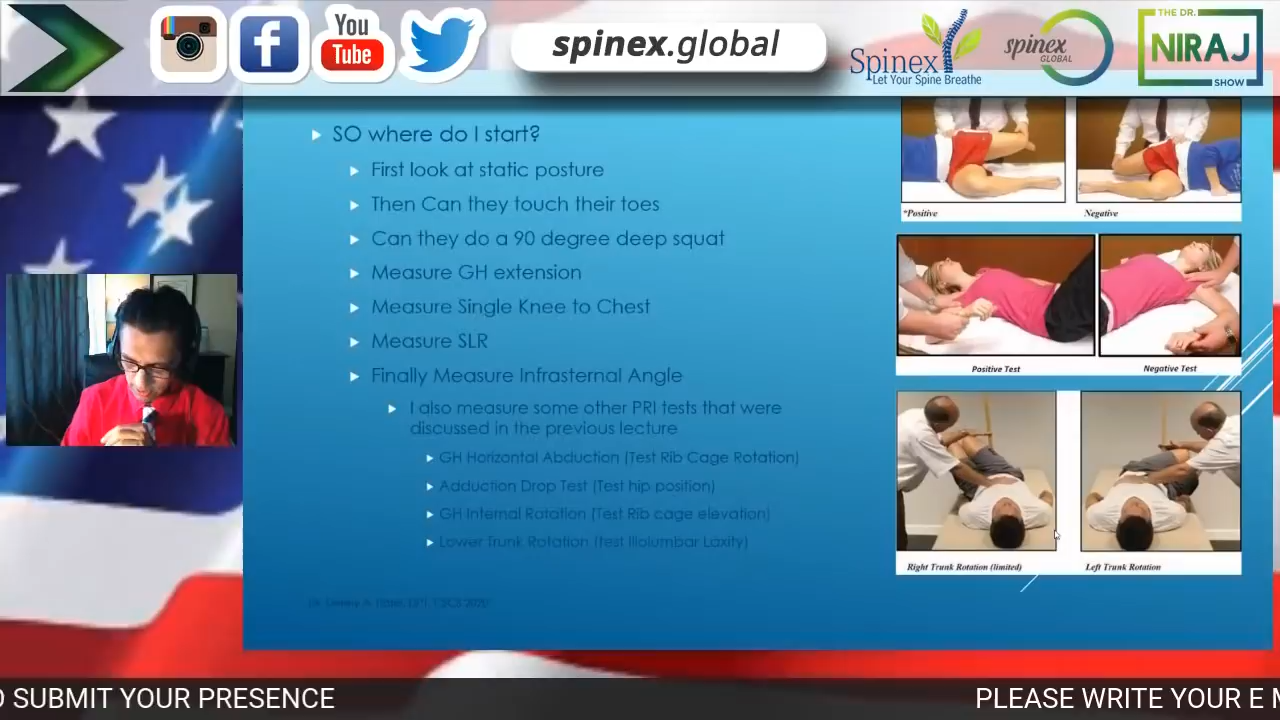 You
Tube
spinex.global
Spinex
Let Your Spine Breathe
spinex
GLOBAL
THE DR.
NIRAJ
SHOW
SO where do I start?
First look at static posture
Then Can they touch their toes
Can they do a 90 degree deep squat
Measure GH extension
Measure Single Knee to Chest
Measure SLR
Finally Measure Infrasternal Angle
I also measure some other PRI tests that were
discussed in the previous lecture
GH Horizontal Abduction (Test Rib Cage Rotation)
Adduction Drop Test (Test hip position)
GH Internal Rotation (Test Rib cage elevation)
Lower Trunk Rotation (test Iliolumbar Laxity)
*Positive
Negative
Positive Test
Negative Test
Right Trunk Rotation (limited)
Left Trunk Rotation
SUBMIT YOUR PRESENCE
PLEASE WRITE YOUR E